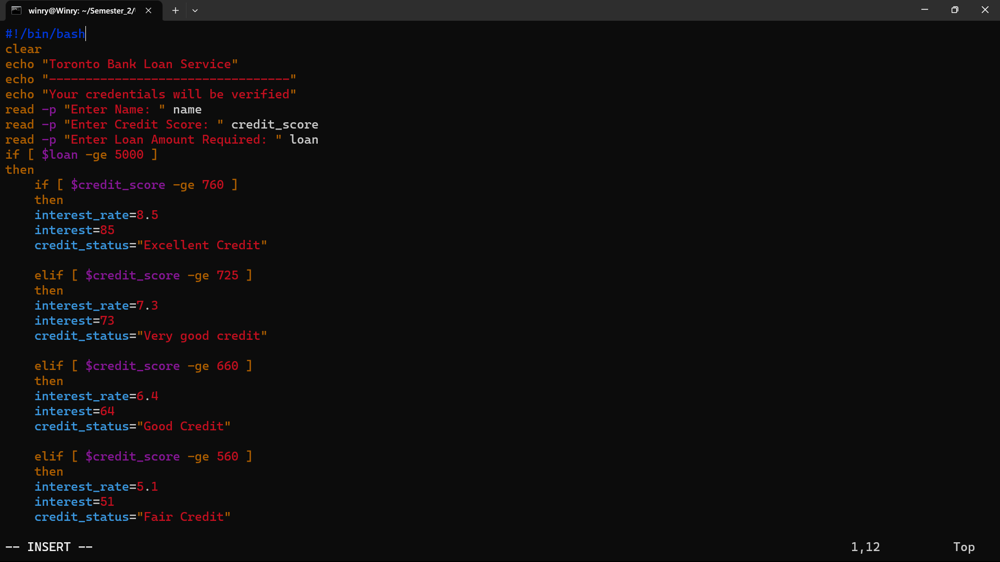 winry@Winry: ~/Semester_2/
#!/bin/bash
clear
echo "Toronto Bank Loan Service"
echo "---------------------------------"
echo "Your credentials will be verified"
read -p "Enter Name: " name
read -p "Enter Credit Score: " credit_score
read -p "Enter Loan Amount Required: " loan
if [ $loan -ge 5000 ]
then
    if [ $credit_score -ge 760 ]
    then
    interest_rate=8.5
    interest=85
    credit_status="Excellent Credit"

    elif [ $credit_score -ge 725 ]
    then
    interest_rate=7.3
    interest=73
    credit_status="Very good credit"

    elif [ $credit_score -ge 660 ]
    then
    interest_rate=6.4
    interest=64
    credit_status="Good Credit"

    elif [ $credit_score -ge 560 ]
    then
    interest_rate=5.1
    interest=51
    credit_status="Fair Credit"

-- INSERT -- 1,12 Top